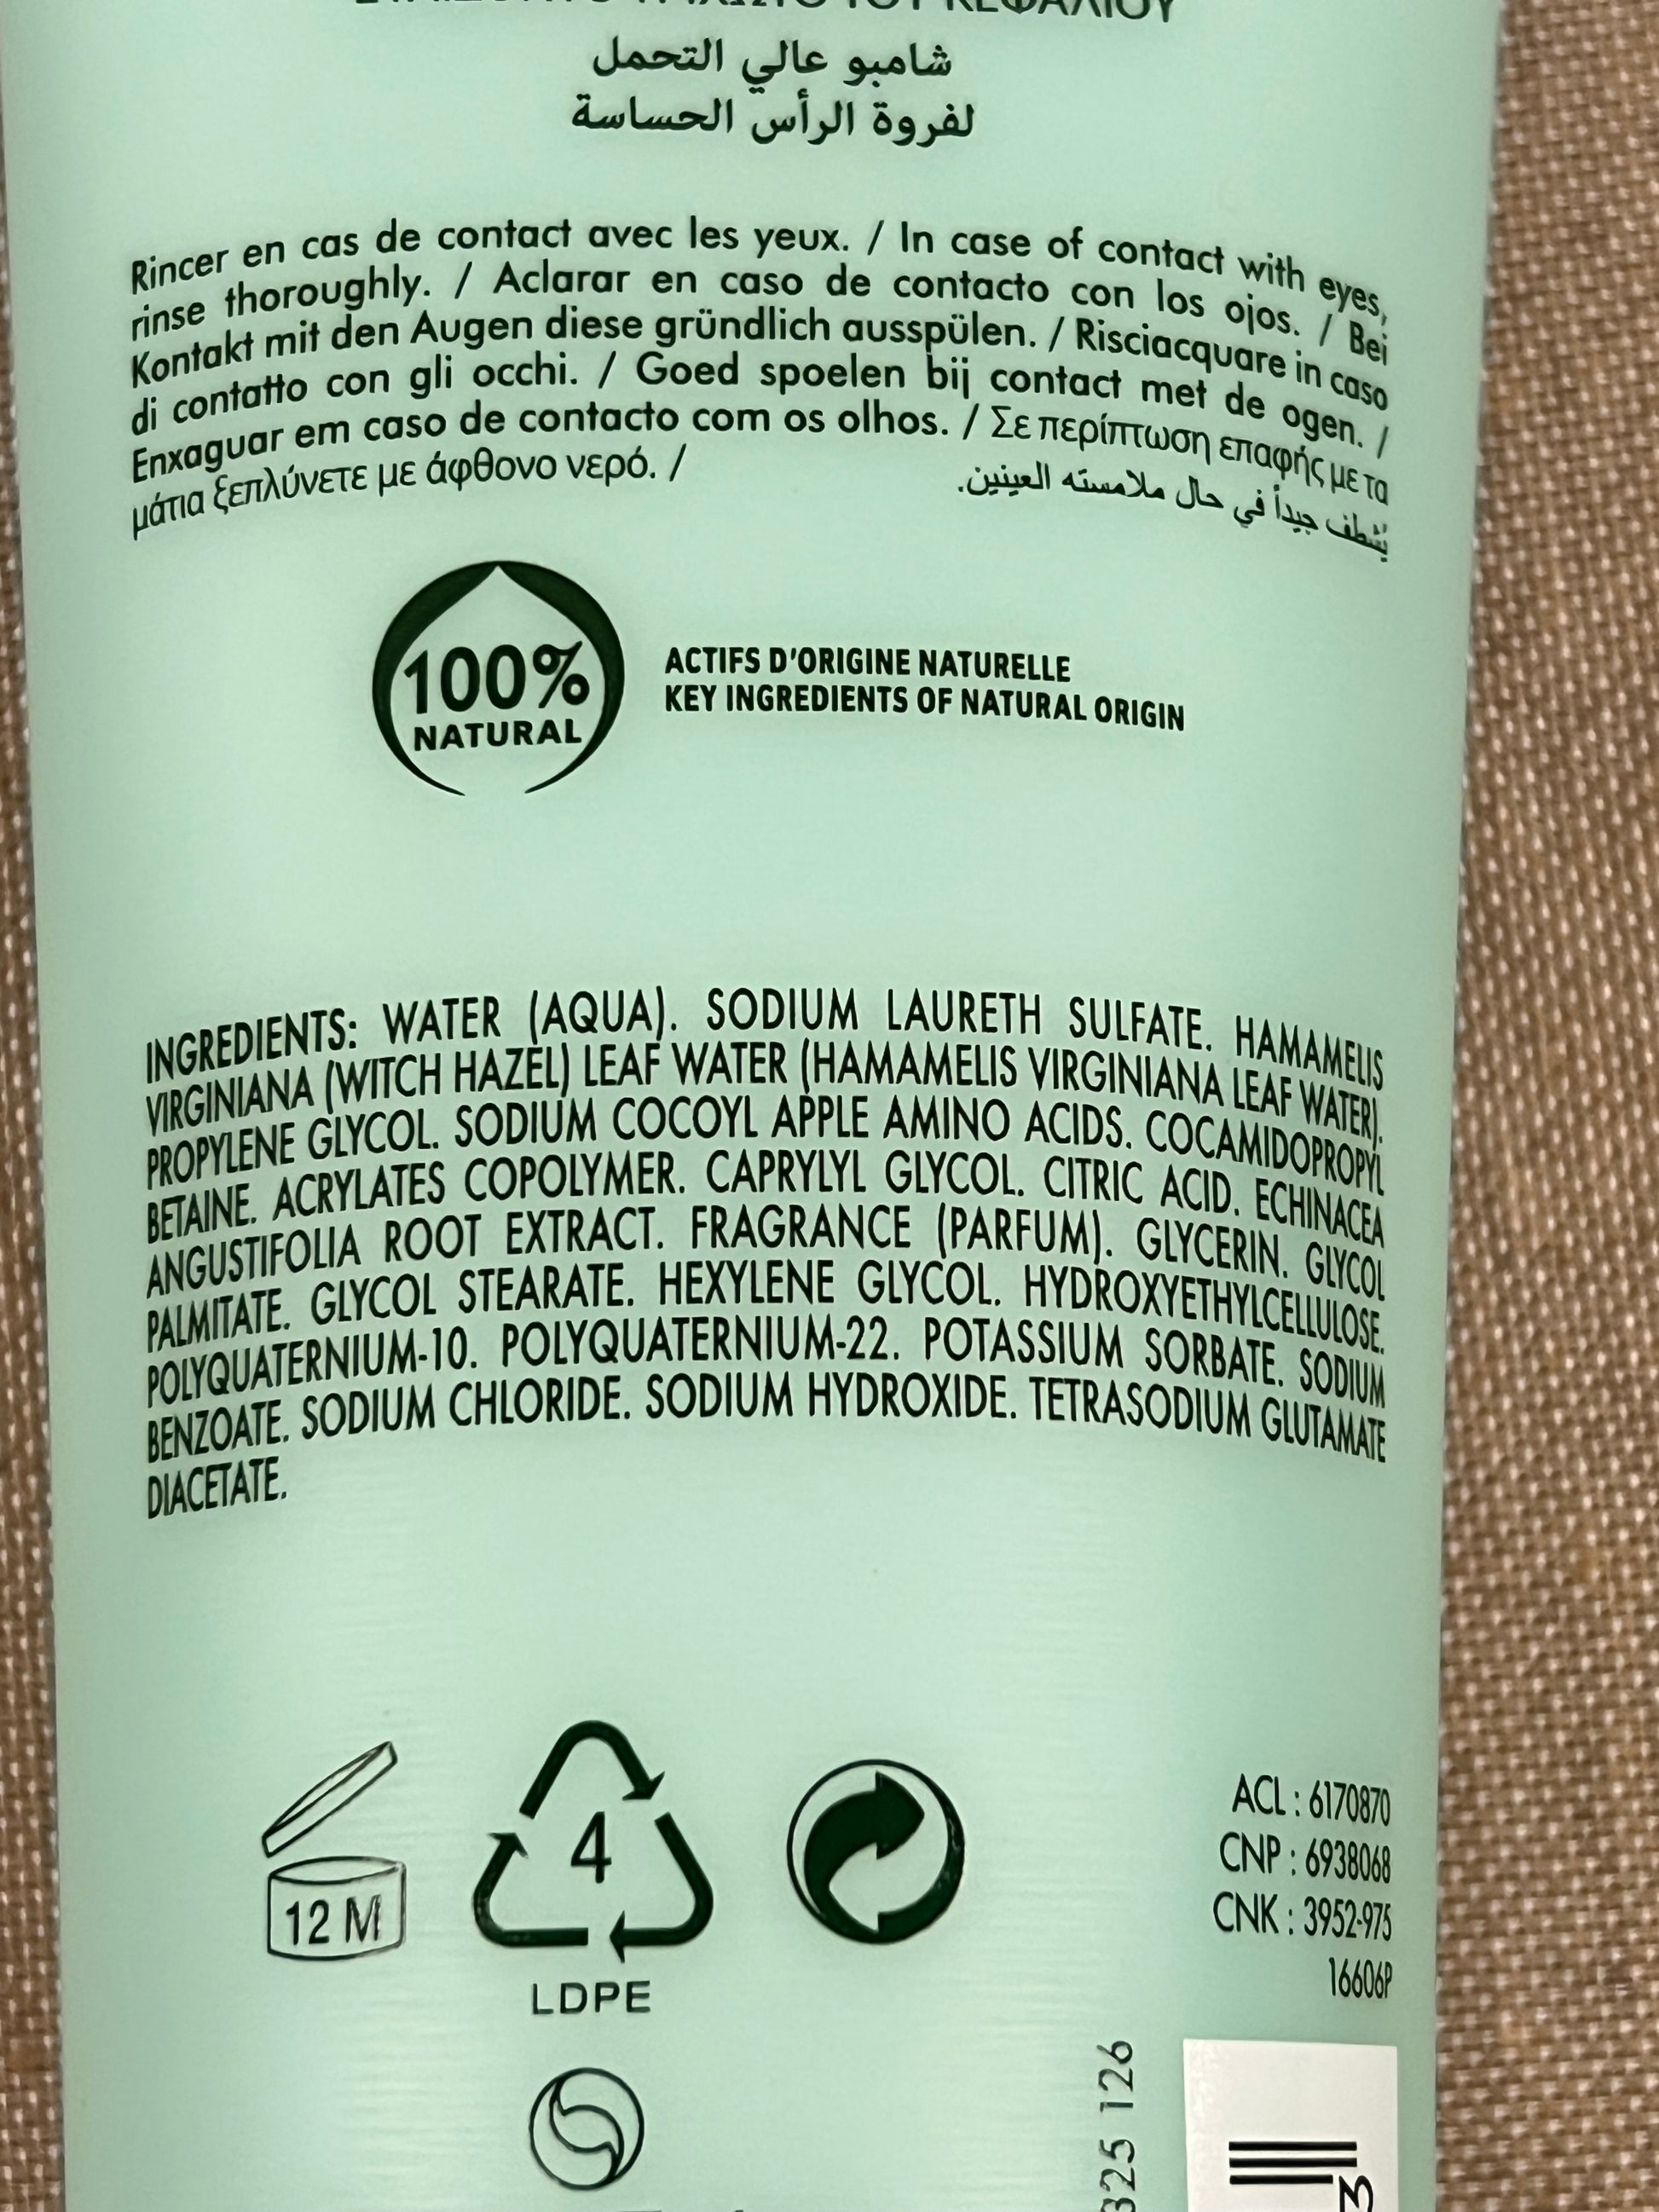 شامبو عالي التحمل
لفروة الرأس الحساسة
Rincer en cas de contact avec les yeux. / In case of contact with eyes,
rinse thoroughly. / Aclarar en caso de contacto con los ojos. / Bei
Kontakt mit den Augen diese gründlich ausspülen. / Risciacquare in caso
di contatto con gli occhi. / Goed spoelen bij contact met de ogen. /
Enxaguar em caso de contacto com os olhos. / Σε περίπτωση επαφής με τα
μάτια ξεπλύνετε με άφθονο νερό. / يُشطف جيداً في حال ملامسته العينين.
100%
NATURAL
ACTIFS D'ORIGINE NATURELLE
KEY INGREDIENTS OF NATURAL ORIGIN
INGREDIENTS: WATER (AQUA). SODIUM LAURETH SULFATE. HAMAMELIS
VIRGINIANA (WITCH HAZEL) LEAF WATER (HAMAMELIS VIRGINIANA LEAF WATER).
PROPYLENE GLYCOL. SODIUM COCOYL APPLE AMINO ACIDS. COCAMIDOPROPYL
BETAINE. ACRYLATES COPOLYMER. CAPRYLYL GLYCOL. CITRIC ACID. ECHINACEA
ANGUSTIFOLIA ROOT EXTRACT. FRAGRANCE (PARFUM). GLYCERIN. GLYCOL
PALMITATE. GLYCOL STEARATE. HEXYLENE GLYCOL. HYDROXYETHYLCELLULOSE.
POLYQUATERNIUM-10. POLYQUATERNIUM-22. POTASSIUM SORBATE. SODIUM
BENZOATE. SODIUM CHLORIDE. SODIUM HYDROXIDE. TETRASODIUM GLUTAMATE
DIACETATE.
12 M
4
LDPE
ACL : 6170870
CNP : 6938068
CNK : 3952-975
16606P
325 126
3